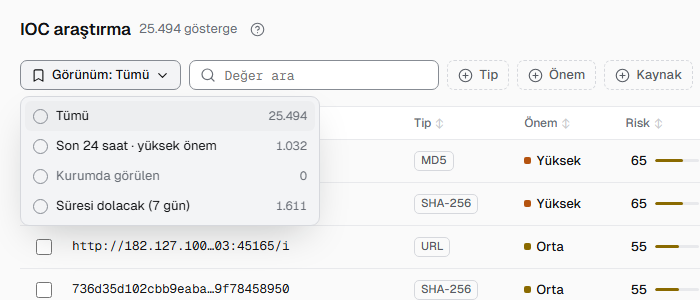 IOC araştırma 25.494 gösterge
Görünüm: Tümü Değer ara Tip Önem Kaynak
Tümü 25.494
Son 24 saat · yüksek önem 1.032
Kurumda görülen 0
Süresi dolacak (7 gün) 1.611
Tip Önem Risk
MD5 Yüksek 65
SHA-256 Yüksek 65
http://182.127.100…03:45165/i URL Orta 55
736d35d102cbb9eaba…9f78458950 SHA-256 Orta 55